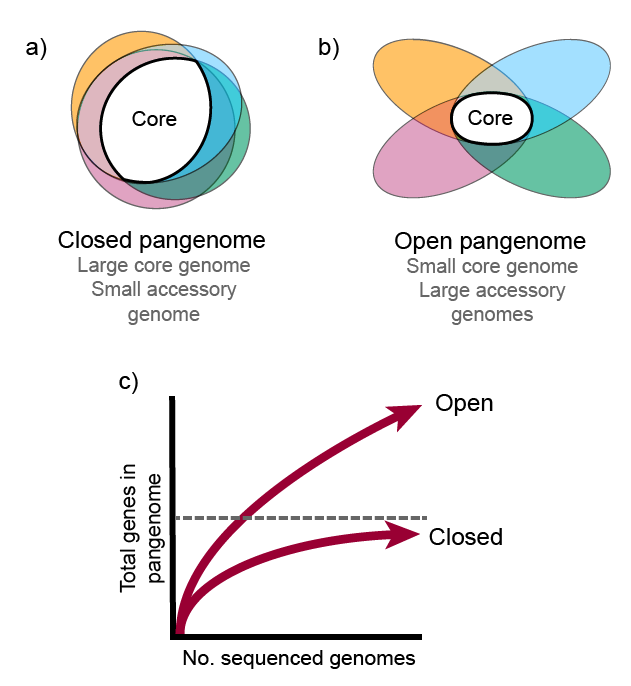 a)
Core
Closed pangenome
Large core genome
Small accessory
genome
b)
Core
Open pangenome
Small core genome
Large accessory
genomes
c)
Open
Closed
Total genes in
pangenome
No. sequenced genomes